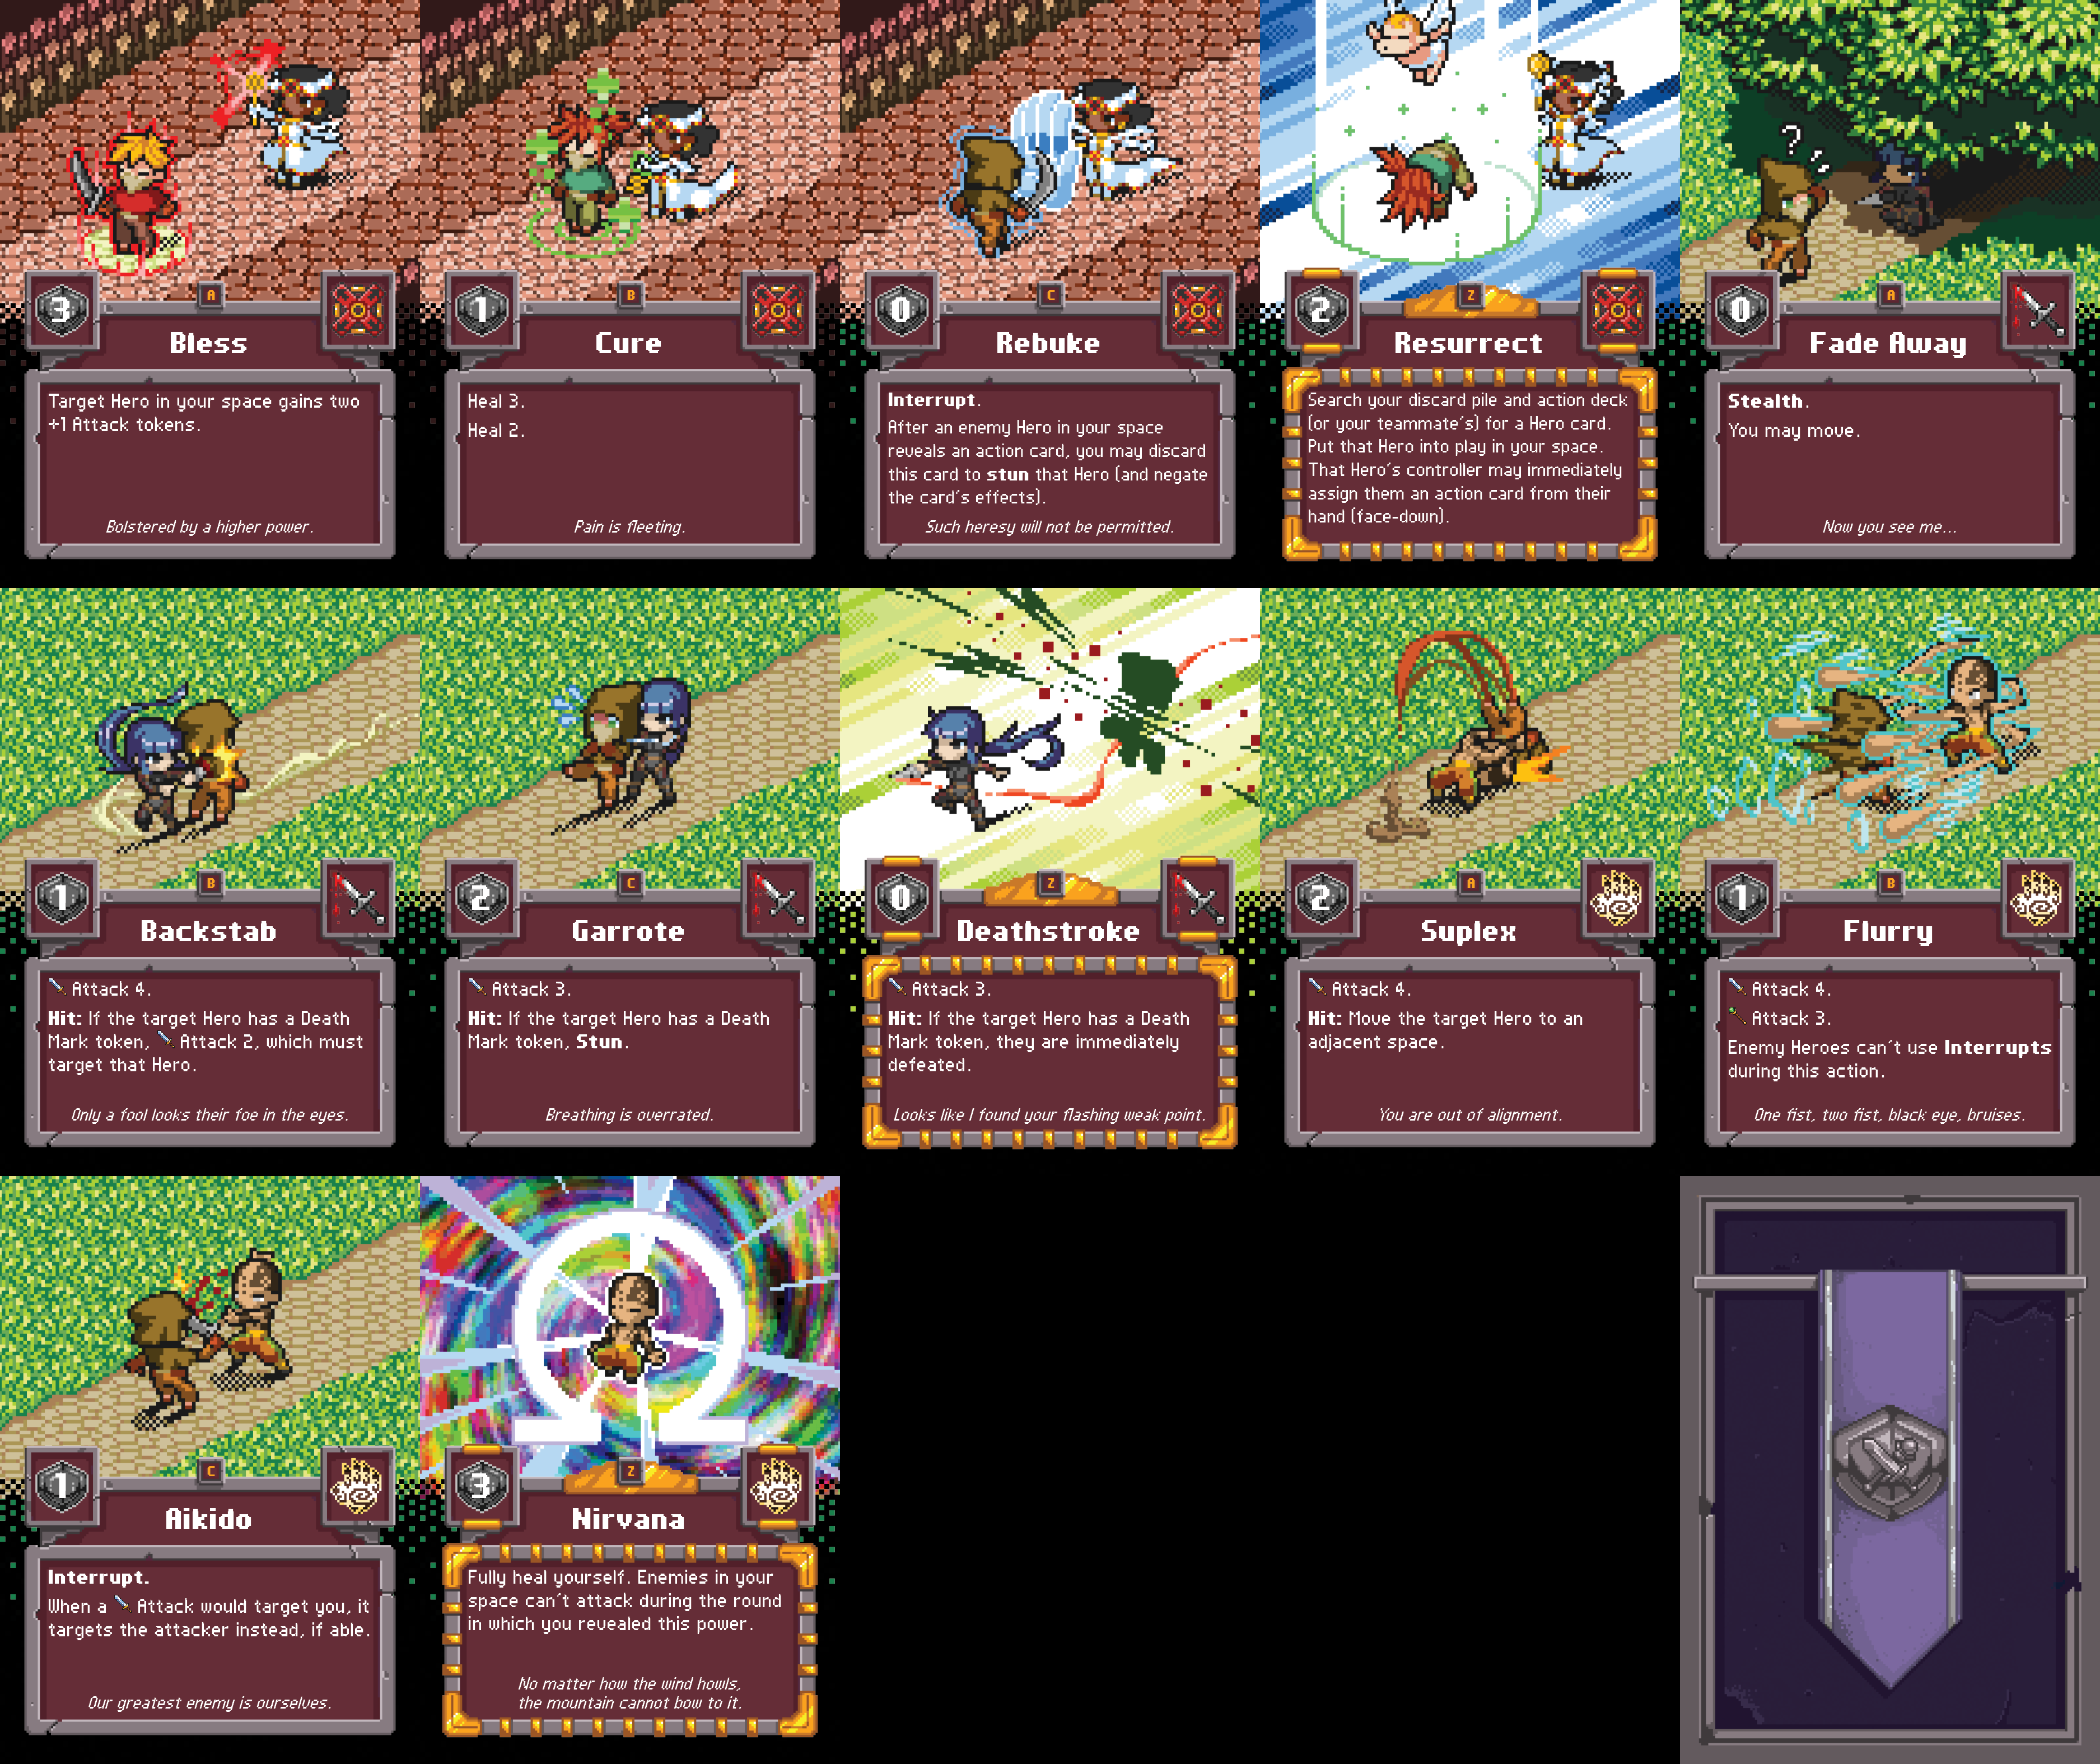 3
A
Bless
Target Hero in your space gains two
+1 Attack tokens.
Bolstered by a higher power.
1
B
Cure
Heal 3.
Heal 2.
Pain is fleeting.
0
C
Rebuke
Interrupt.
After an enemy Hero in your space
reveals an action card, you may discard
this card to stun that Hero (and negate
the card's effects).
Such heresy will not be permitted.
2
Z
Resurrect
Search your discard pile and action deck
(or your teammate's) for a Hero card.
Put that Hero into play in your space.
That Hero's controller may immediately
assign them an action card from their
hand (face-down).
?
0
A
Fade Away
Stealth.
You may move.
Now you see me...
1
B
Backstab
Attack 4.
Hit: If the target Hero has a Death
Mark token, Attack 2, which must
target that Hero.
Only a fool looks their foe in the eyes.
2
C
Garrote
Attack 3.
Hit: If the target Hero has a Death
Mark token, Stun.
Breathing is overrated.
0
Z
Deathstroke
Attack 3.
Hit: If the target Hero has a Death
Mark token, they are immediately
defeated.
Looks like I found your flashing weak point.
2
A
Suplex
Attack 4.
Hit: Move the target Hero to an
adjacent space.
You are out of alignment.
1
B
Flurry
Attack 4.
Attack 3.
Enemy Heroes can't use Interrupts
during this action.
One fist, two fist, black eye, bruises.
1
C
Aikido
Interrupt.
When a Attack would target you, it
targets the attacker instead, if able.
Our greatest enemy is ourselves.
Ω
3
Z
Nirvana
Fully heal yourself. Enemies in your
space can't attack during the round
in which you revealed this power.
No matter how the wind howls,
the mountain cannot bow to it.